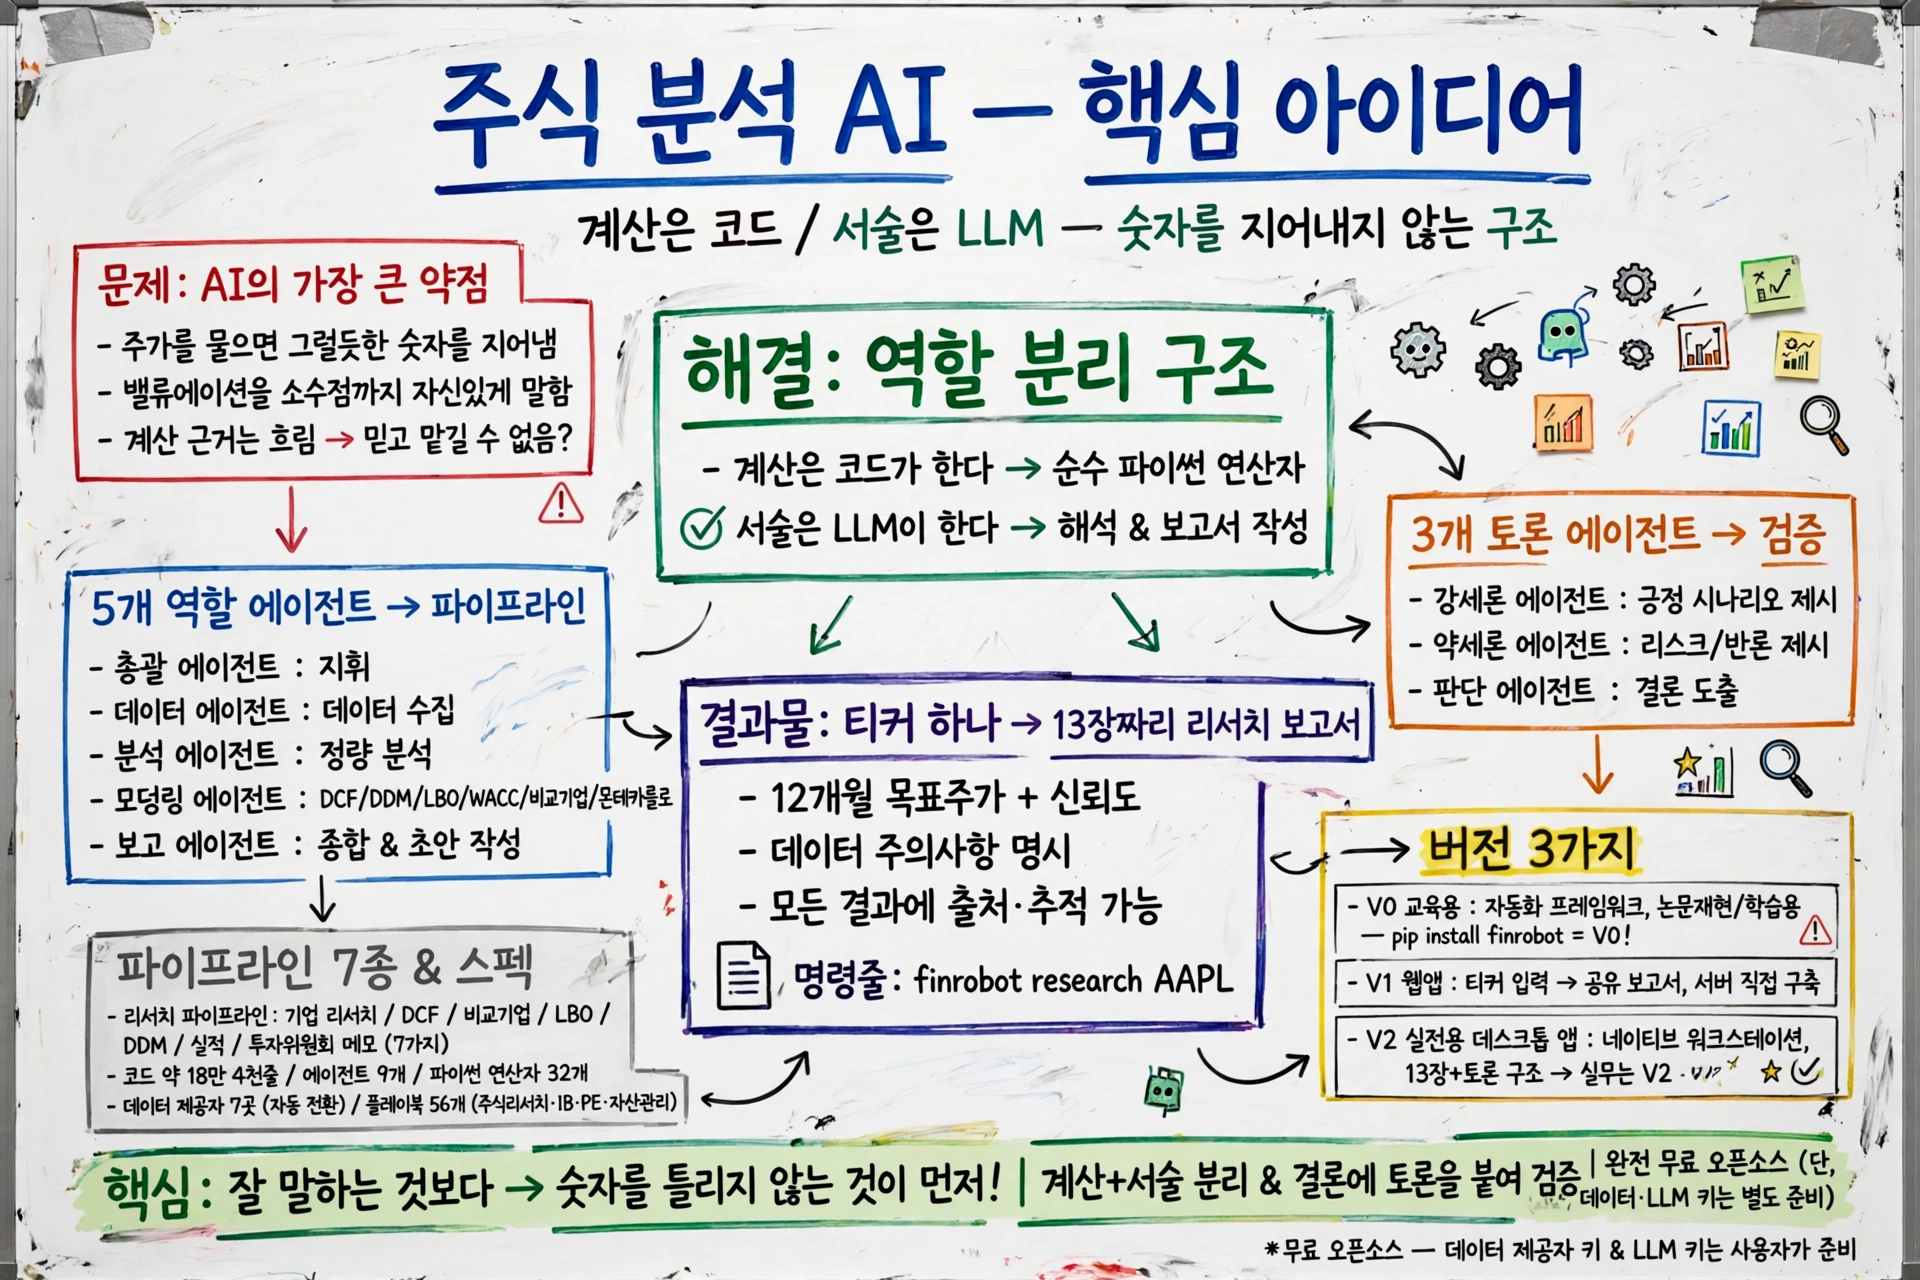 주식 분석 AI — 핵심 아이디어
계산은 코드 / 서술은 LLM — 숫자를 지어내지 않는 구조
문제: AI의 가장 큰 약점
- 주가를 물으면 그럴듯한 숫자를 지어냄
- 밸류에이션을 소수점까지 자신있게 말함
- 계산 근거는 흐림 → 믿고 맡길 수 없음?
해결: 역할 분리 구조
- 계산은 코드가 한다 → 순수 파이썬 연산자
서술은 LLM이 한다 → 해석 & 보고서 작성
3개 토론 에이전트 → 검증
- 강세론 에이전트 : 긍정 시나리오 제시
- 약세론 에이전트 : 리스크/반론 제시
- 판단 에이전트 : 결론 도출
5개 역할 에이전트 → 파이프라인
- 총괄 에이전트 : 지휘
- 데이터 에이전트 : 데이터 수집
- 분석 에이전트 : 정량 분석
- 모덩링 에이전트 : DCF/DDM/LBO/WACC/비교기업/몬테카를로
- 보고 에이전트 : 종합 & 초안 작성
결과물: 티커 하나 → 13장짜리 리서치 보고서
- 12개월 목표주가 + 신뢰도
- 데이터 주의사항 명시
- 모든 결과에 출처·추적 가능
명령줄: finrobot research AAPL
버전 3가지
- V0 교육용 : 자동화 프레임워크, 논문재현/학습용
— pip install finrobot = V0!
- V1 웹앱 : 티커 입력 → 공유 보고서, 서버 직접 구축
- V2 실전용 데스크톱 앱 : 네이티브 워크스테이션,
13장+토론 구조 → 실무는 V2
파이프라인 7종 & 스펙
- 리서치 파이프라인 : 기업 리서치 / DCF / 비교기업 / LBO /
DDM / 실적 / 투자위원회 메모 (7가지)
- 코드 약 18만 4천줄 / 에이전트 9개 / 파이썬 연산자 32개
- 데이터 제공자 7곳 (자동 전환) / 플레이북 56개 (주식리서치·IB·PE·자산관리)
핵심: 잘 말하는 것보다 → 숫자를 틀리지 않는 것이 먼저! | 계산+서술 분리 & 결론에 토론을 붙여 검증 | 완전 무료 오픈소스 (단,
데이터·LLM 키는 별도 준비)
*무료 오픈소스 — 데이터 제공자 키 & LLM 키는 사용자가 준비